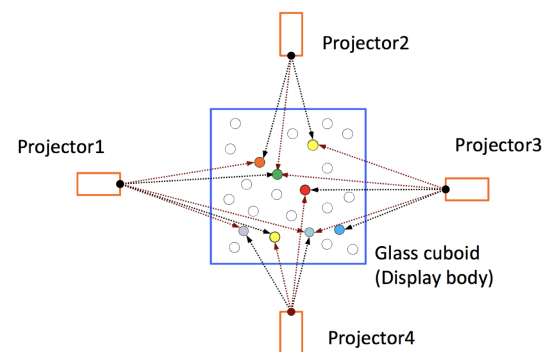 Projector2
Projector1
Projector3
Glass cuboid
(Display body)
Projector4